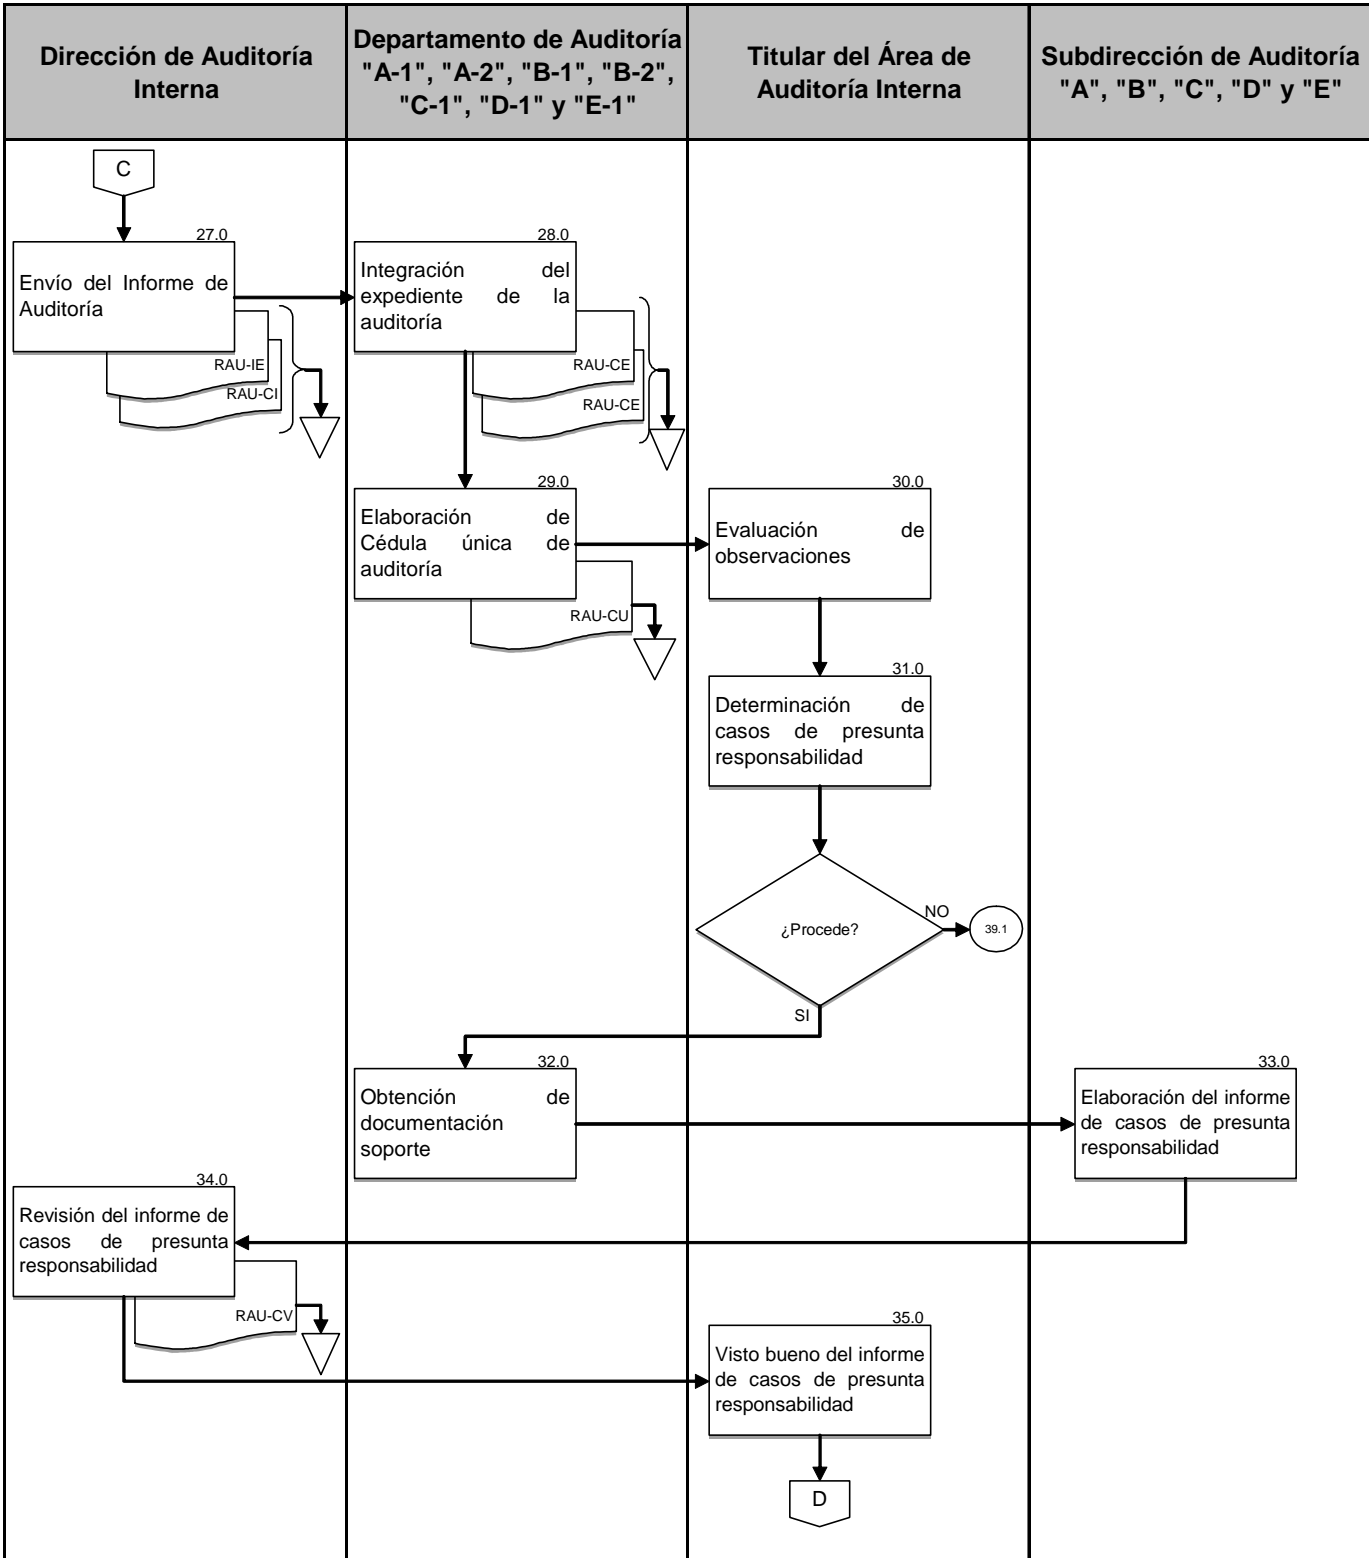 Dirección de Auditoría
Interna
Departamento de Auditoría
"A-1", "A-2", "B-1", "B-2",
"C-1", "D-1" y "E-1"
Titular del Área de
Auditoría Interna
Subdirección de Auditoría
"A", "B", "C", "D" y "E"
C
27.0
Envío del Informe de
Auditoría
RAU-IE
RAU-CI
28.0
Integración del
expediente de la
auditoría
RAU-CE
RAU-CE
29.0
Elaboración de
Cédula única de
auditoría
RAU-CU
30.0
Evaluación de
observaciones
31.0
Determinación de
casos de presunta
responsabilidad
¿Procede?
NO
39.1
SI
32.0
Obtención de
documentación
soporte
33.0
Elaboración del informe
de casos de presunta
responsabilidad
34.0
Revisión del informe de
casos de presunta
responsabilidad
RAU-CV
35.0
Visto bueno del informe
de casos de presunta
responsabilidad
D